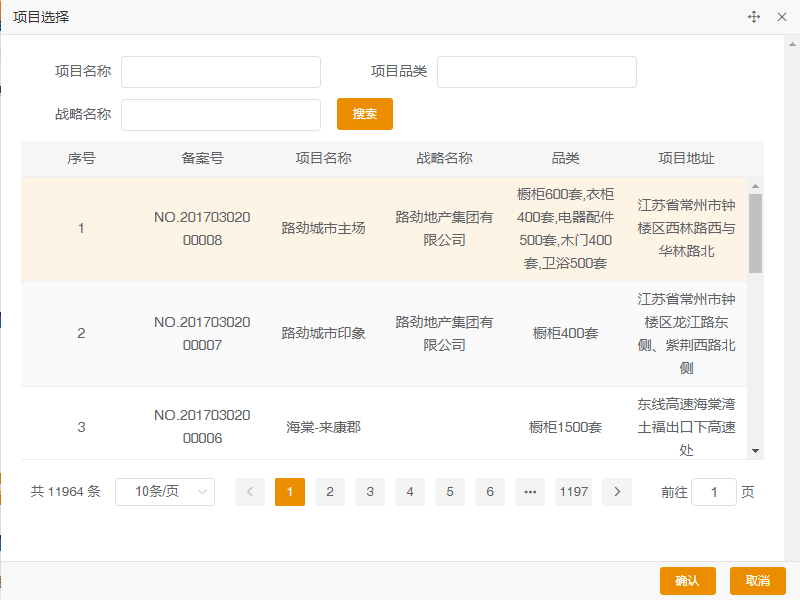 项目选择
项目名称 项目品类
战略名称 搜索
序号 备案号 项目名称 战略名称 品类 项目地址
1 NO.20170302000008 路劲城市主场 路劲地产集团有限公司 橱柜600套,衣柜400套,电器配件500套,木门400套,卫浴500套 江苏省常州市钟楼区西林路西与华林路北
2 NO.20170302000007 路劲城市印象 路劲地产集团有限公司 橱柜400套 江苏省常州市钟楼区龙江路东侧、紫荆西路北侧
3 NO.20170302000006 海棠-来康郡 橱柜1500套 东线高速海棠湾土福出口下高速处
共 11964 条 10条/页 1 2 3 4 5 6 ••• 1197 前往 1 页
确认 取消